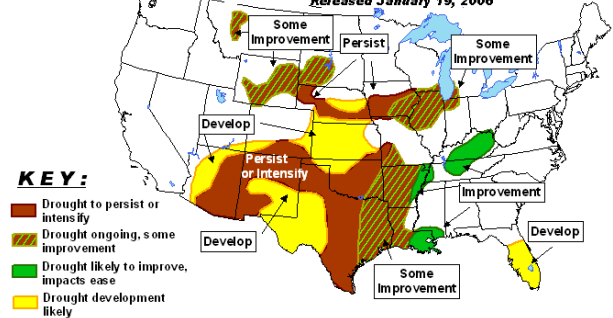 Released January 19, 2006
Some
Improvement
Persist
Some
Improvement
Develop
Persist
or Intensify
Improvement
Develop
Develop
Some
Improvement
KEY:
Drought to persist or
intensify
Drought ongoing, some
improvement
Drought likely to improve,
impacts ease
Drought development
likely